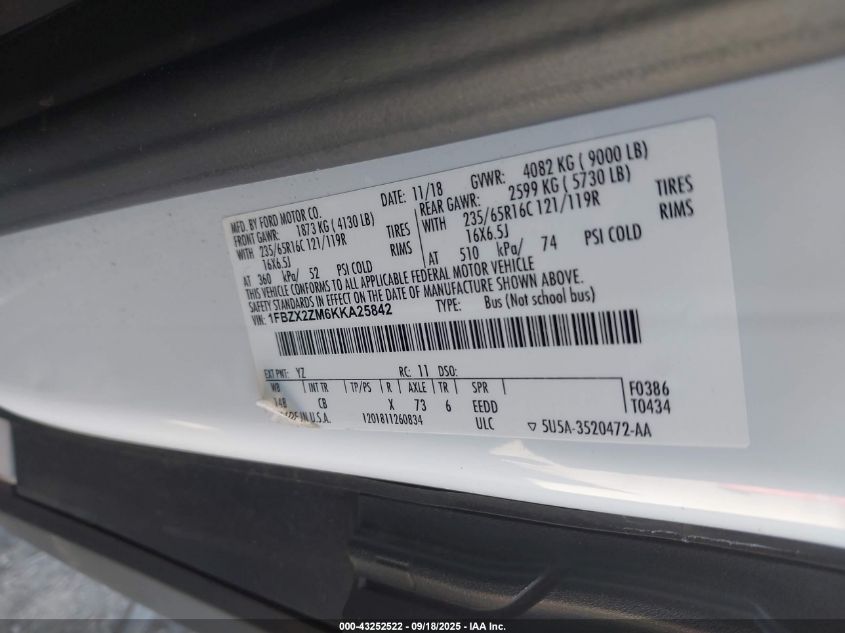 MFD. BY FORD MOTOR CO. DATE: 11/18 GVWR: 4082 KG ( 9000 LB)
FRONT GAWR: 1873 KG ( 4130 LB) REAR GAWR: 2599 KG ( 5730 LB)
WITH 235/65R16C 121/119R TIRES WITH 235/65R16C 121/119R TIRES
16X6.5J RIMS 16X6.5J RIMS
AT 360 kPa/ 52 PSI COLD AT 510 kPa/ 74 PSI COLD
THIS VEHICLE CONFORMS TO ALL APPLICABLE FEDERAL MOTOR VEHICLE
SAFETY STANDARDS IN EFFECT ON THE DATE OF MANUFACTURE SHOWN ABOVE.
VIN: 1FBZX2ZM6KKA25842 TYPE: Bus (Not school bus)
EXT PNT: YZ RC: 11 DSO: F0386
WB INT TR TP/PS R AXLE TR SPR T0434
148 CB X 73 6 EEDD
IN U.S.A. 1201811260834 ULC 5U5A-3520472-AA
000-43252522 - 09/18/2025 - IAA Inc.